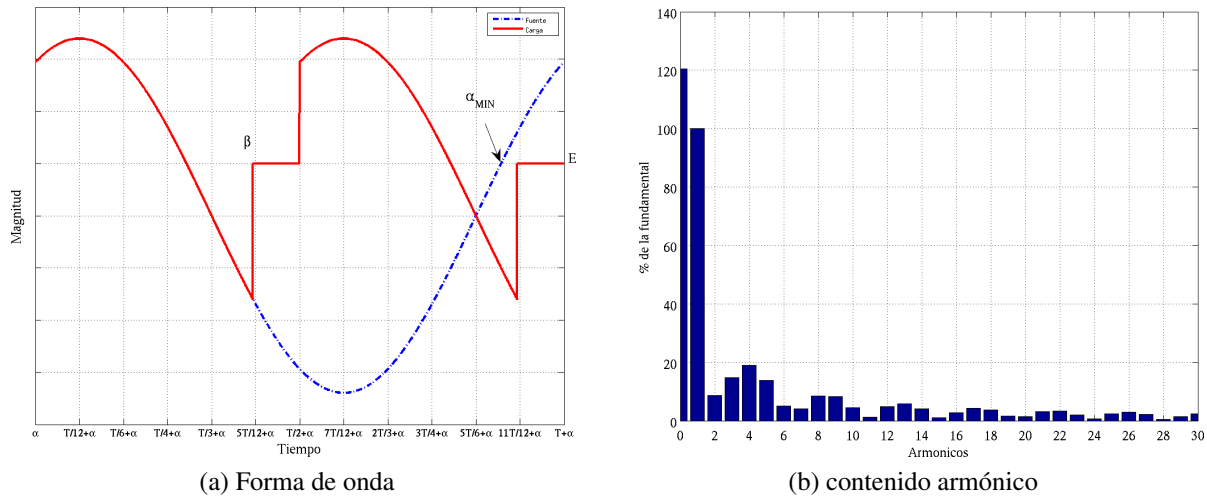 Fuente
Carga
Magnitud
β
α_MIN
E
α T/12+α T/6+α T/4+α T/3+α 5T/12+α T/2+α 7T/12+α 2T/3+α 3T/4+α 5T/6+α 11T/12+α T+α
Tiempo
(a) Forma de onda
% de la fundamental
140
120
100
80
60
40
20
0
0 2 4 6 8 10 12 14 16 18 20 22 24 26 28 30
Armonicos
(b) contenido armónico